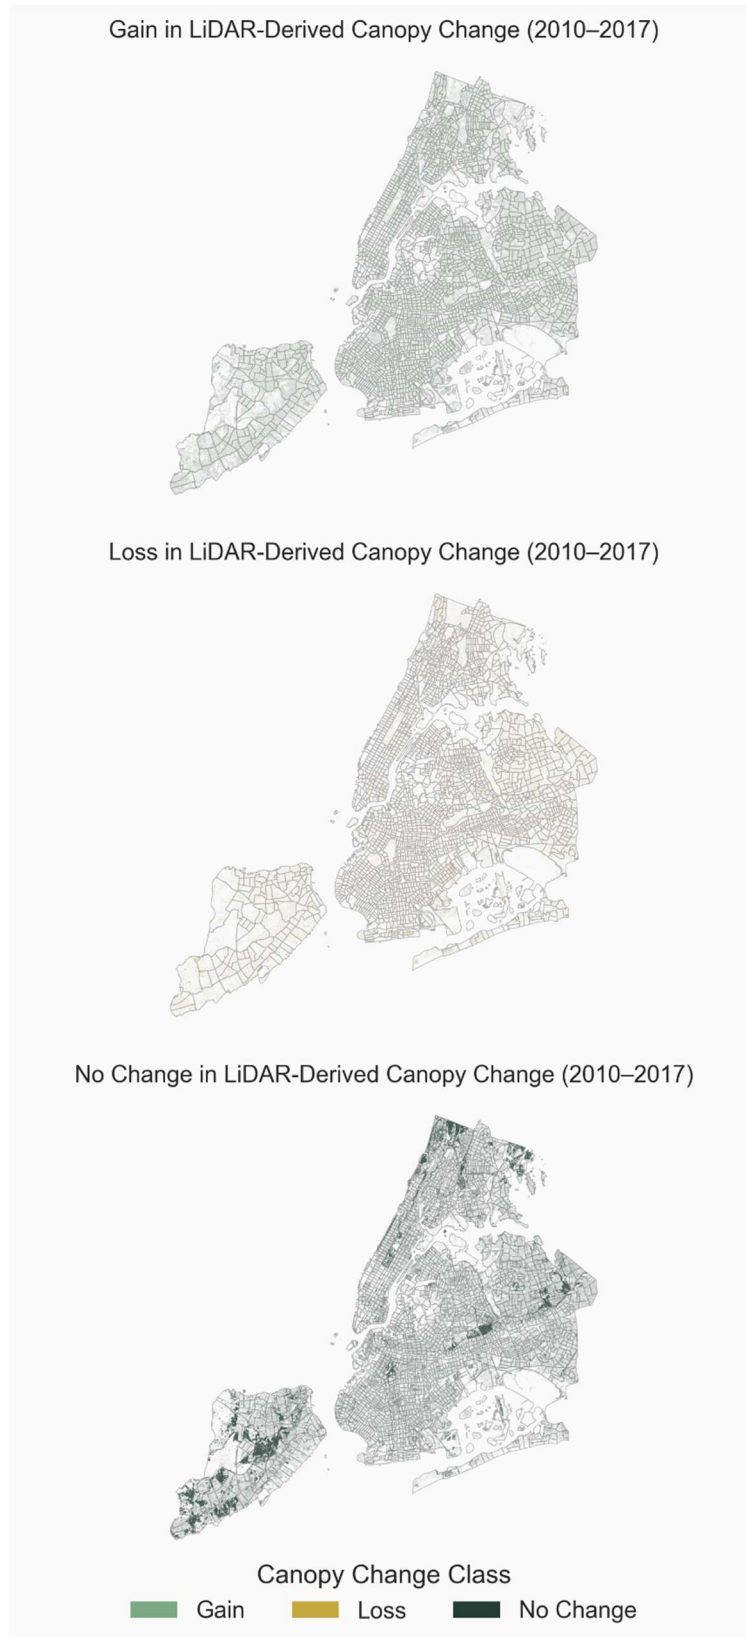 Gain in LiDAR-Derived Canopy Change (2010–2017)
Loss in LiDAR-Derived Canopy Change (2010–2017)
No Change in LiDAR-Derived Canopy Change (2010–2017)
Canopy Change Class
Gain Loss No Change